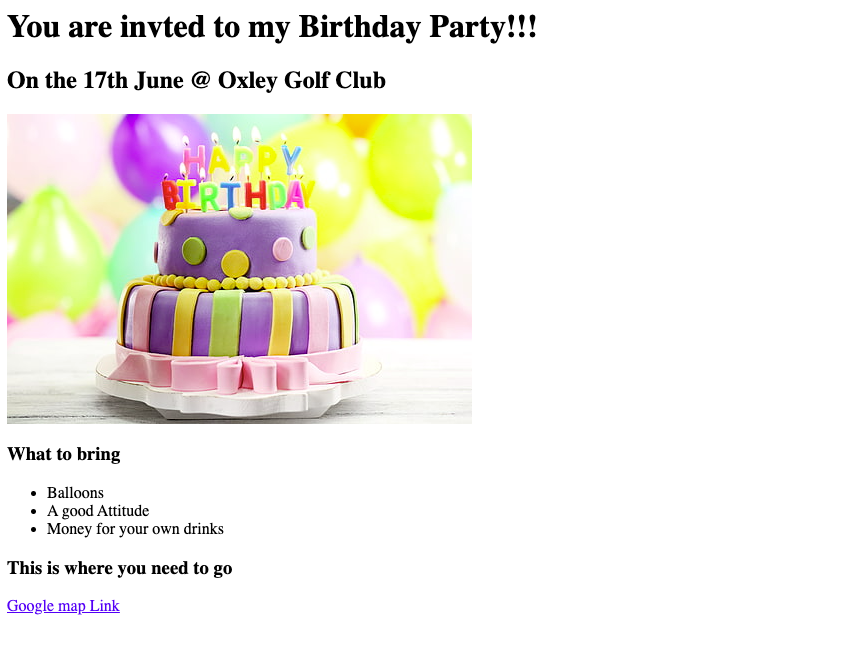 You are invted to my Birthday Party!!!
On the 17th June @ Oxley Golf Club
HAPPY
BIRTHDAY
What to bring
Balloons
A good Attitude
Money for your own drinks
This is where you need to go
Google map Link